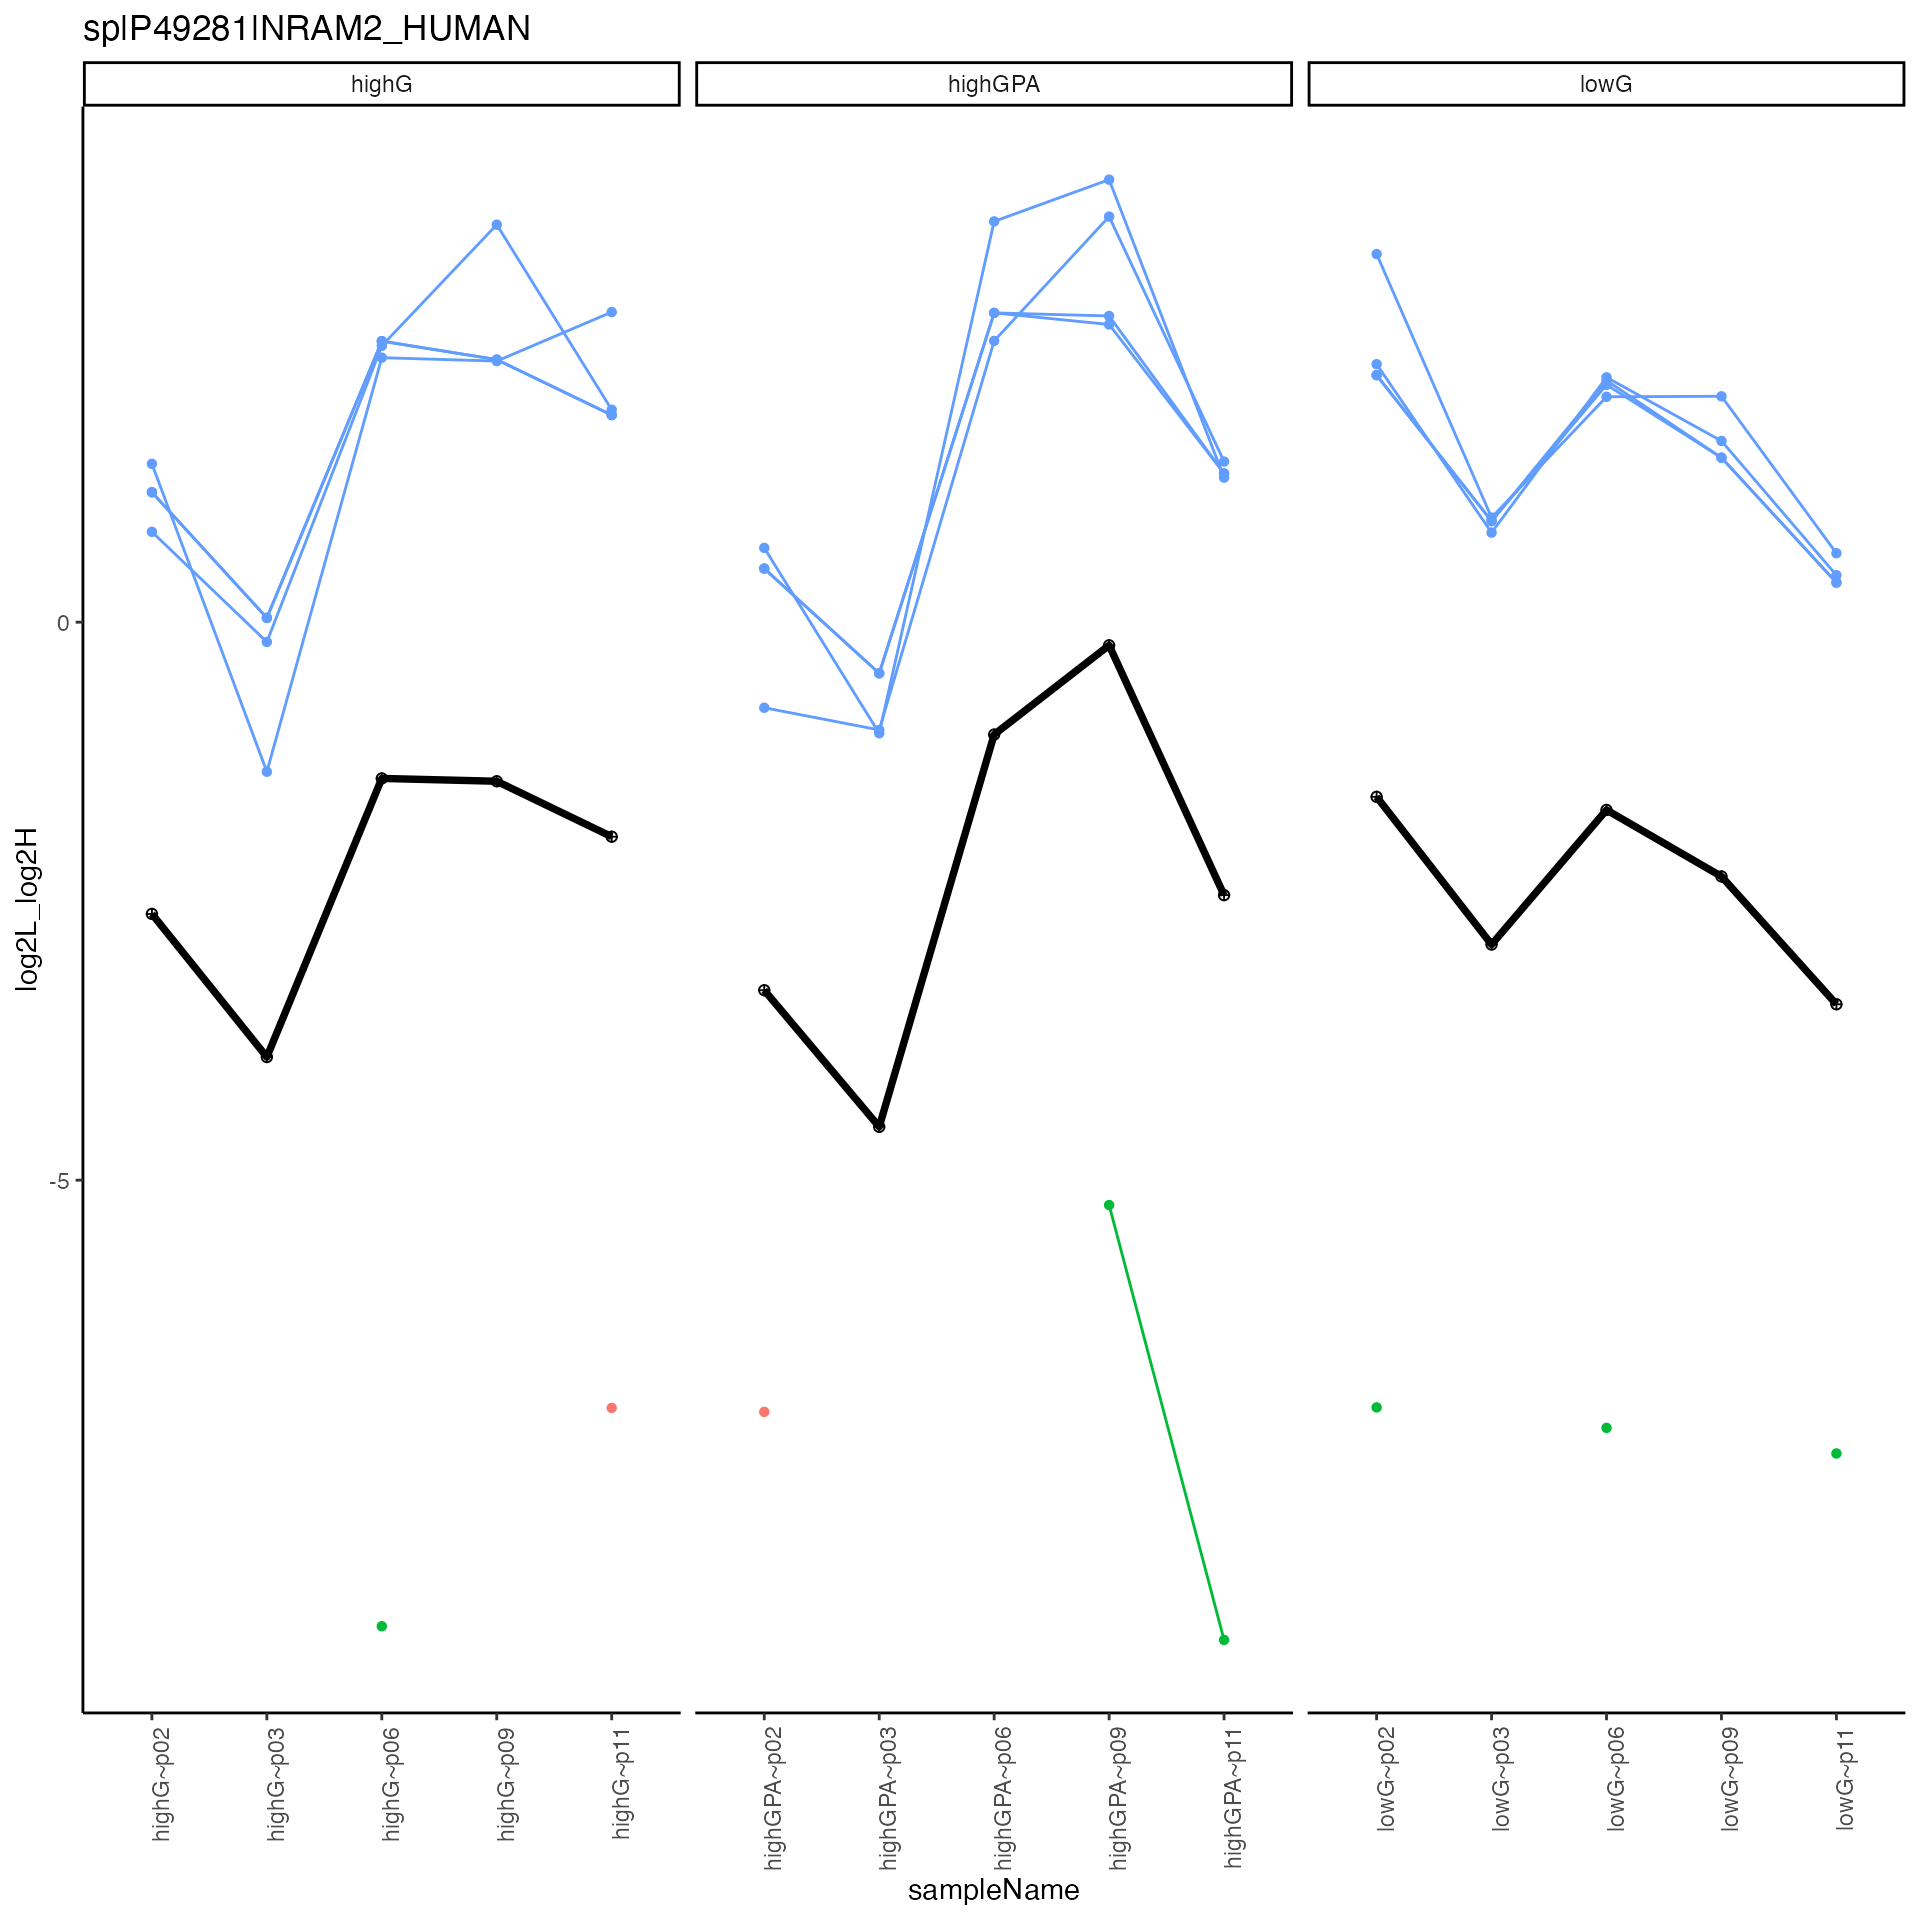 sp|P49281|NRAM2_HUMAN
highG
highGPA
lowG
0
-5
log2L_log2H
highG~p02
highG~p03
highG~p06
highG~p09
highG~p11
highGPA~p02
highGPA~p03
highGPA~p06
highGPA~p09
highGPA~p11
lowG~p02
lowG~p03
lowG~p06
lowG~p09
lowG~p11
sampleName